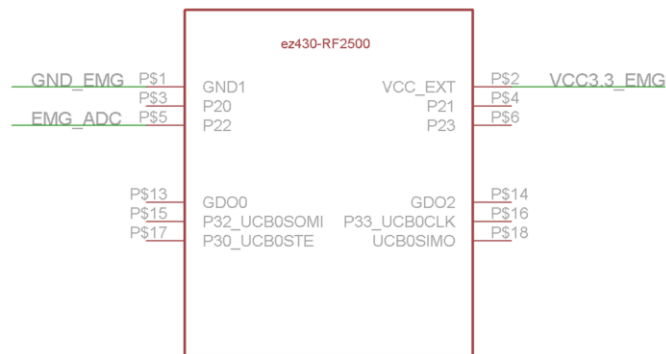 ez430-RF2500
GND_EMG P$1 GND1 VCC_EXT P$2 VCC3.3_EMG
P$3 P20 P21 P$4
EMG_ADC P$5 P22 P23 P$6
P$13 GDO0 GDO2 P$14
P$15 P32_UCB0SOMI P33_UCB0CLK P$16
P$17 P30_UCB0STE UCB0SIMO P$18